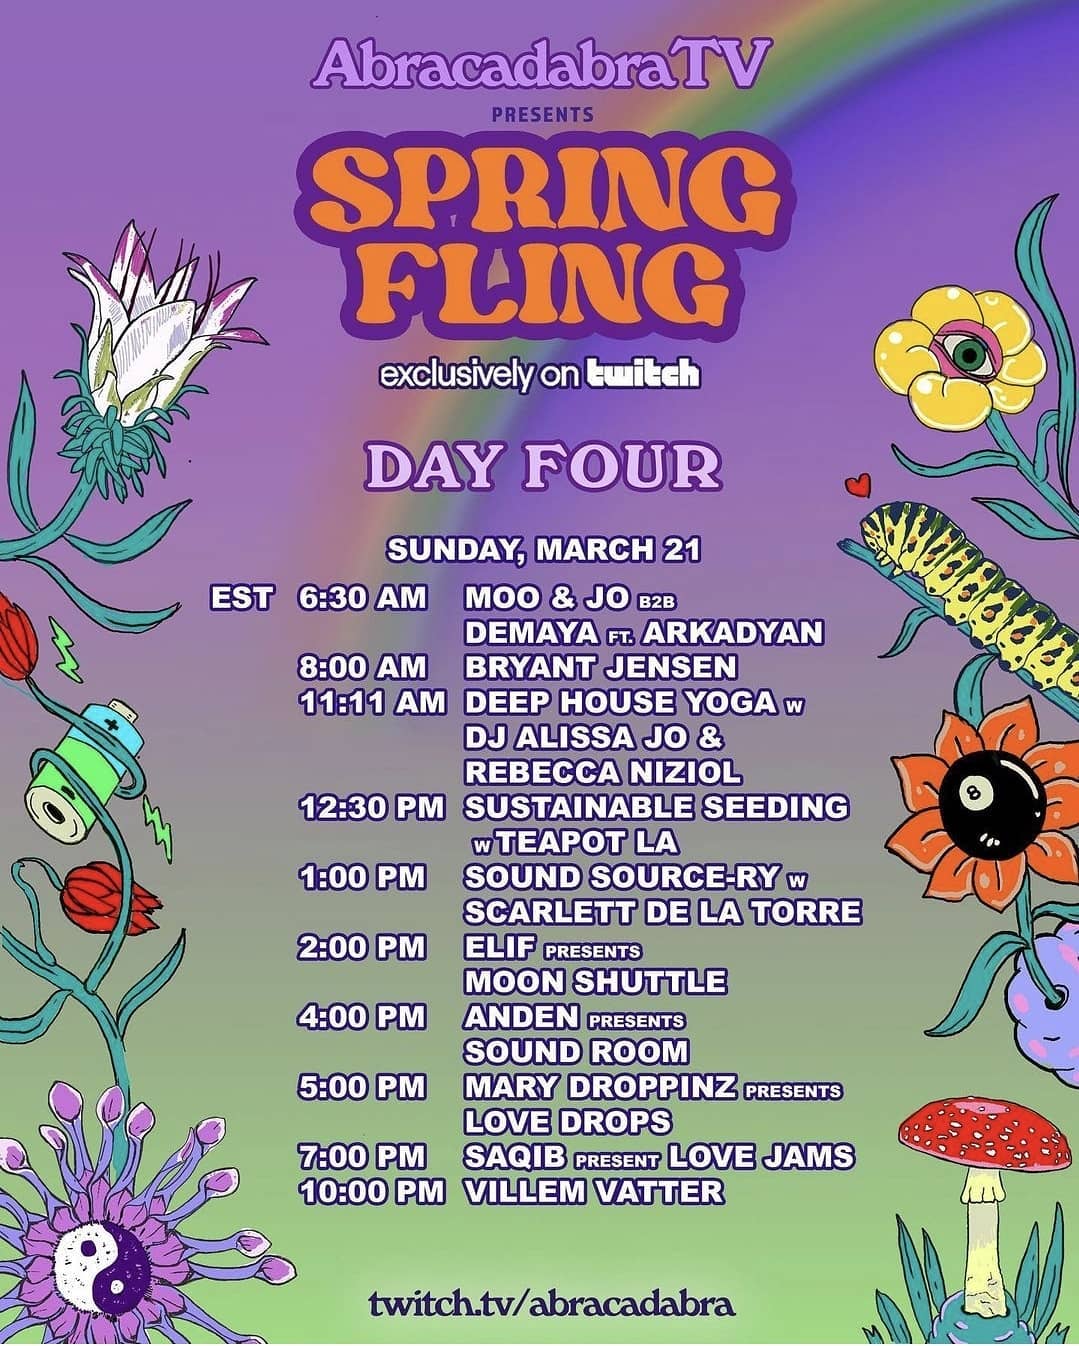 AbracadabraTV
PRESENTS
SPRING
FLING
exclusively on twitch
DAY FOUR
SUNDAY, MARCH 21
EST 6:30 AM MOO & JO B2B
DEMAYA FT. ARKADYAN
8:00 AM BRYANT JENSEN
11:11 AM DEEP HOUSE YOGA W
DJ ALISSA JO &
REBECCA NIZIOL
12:30 PM SUSTAINABLE SEEDING
W TEAPOT LA
1:00 PM SOUND SOURCE-RY W
SCARLETT DE LA TORRE
2:00 PM ELIF PRESENTS
MOON SHUTTLE
4:00 PM ANDEN PRESENTS
SOUND ROOM
5:00 PM MARY DROPPINZ PRESENTS
LOVE DROPS
7:00 PM SAQIB PRESENT LOVE JAMS
10:00 PM VILLEM VATTER
8
twitch.tv/abracadabra